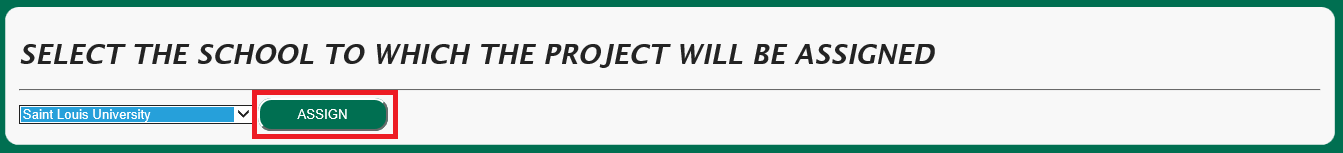 SELECT THE SCHOOL TO WHICH THE PROJECT WILL BE ASSIGNED
Saint Louis University ASSIGN